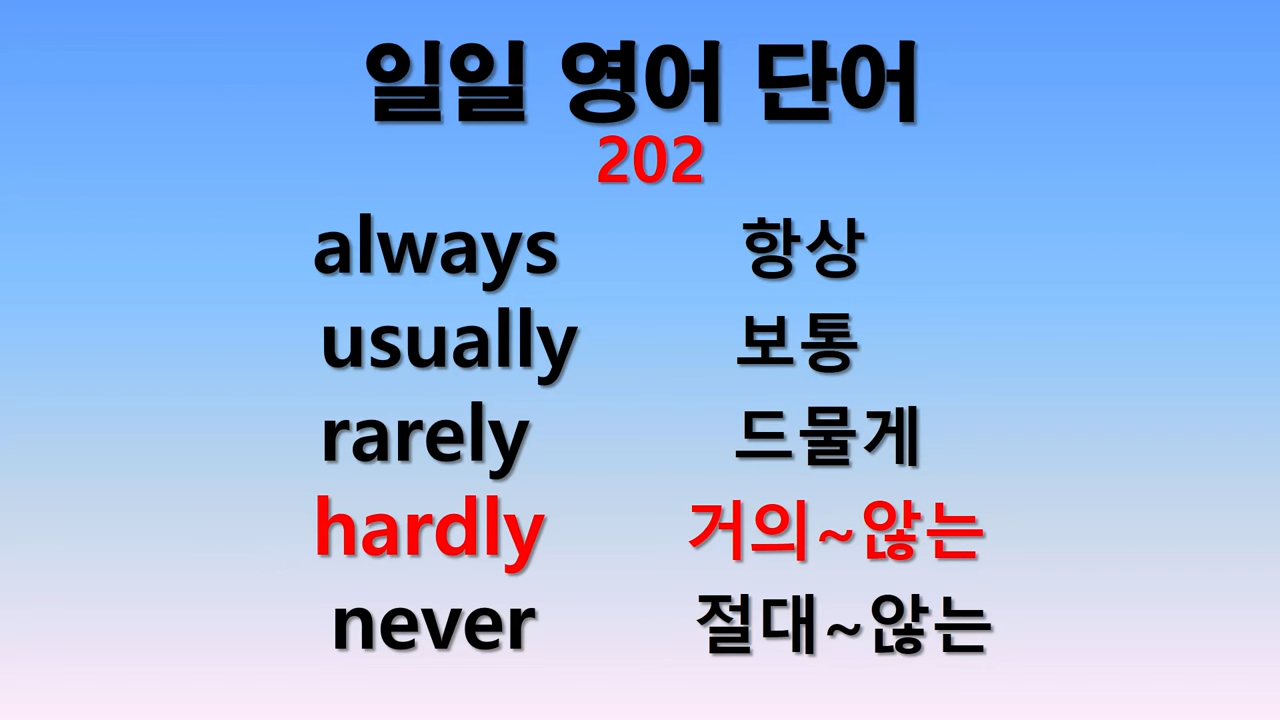 일일 영어 단어
202
always 항상
usually 보통
rarely 드물게
hardly 거의~않는
never 절대~않는